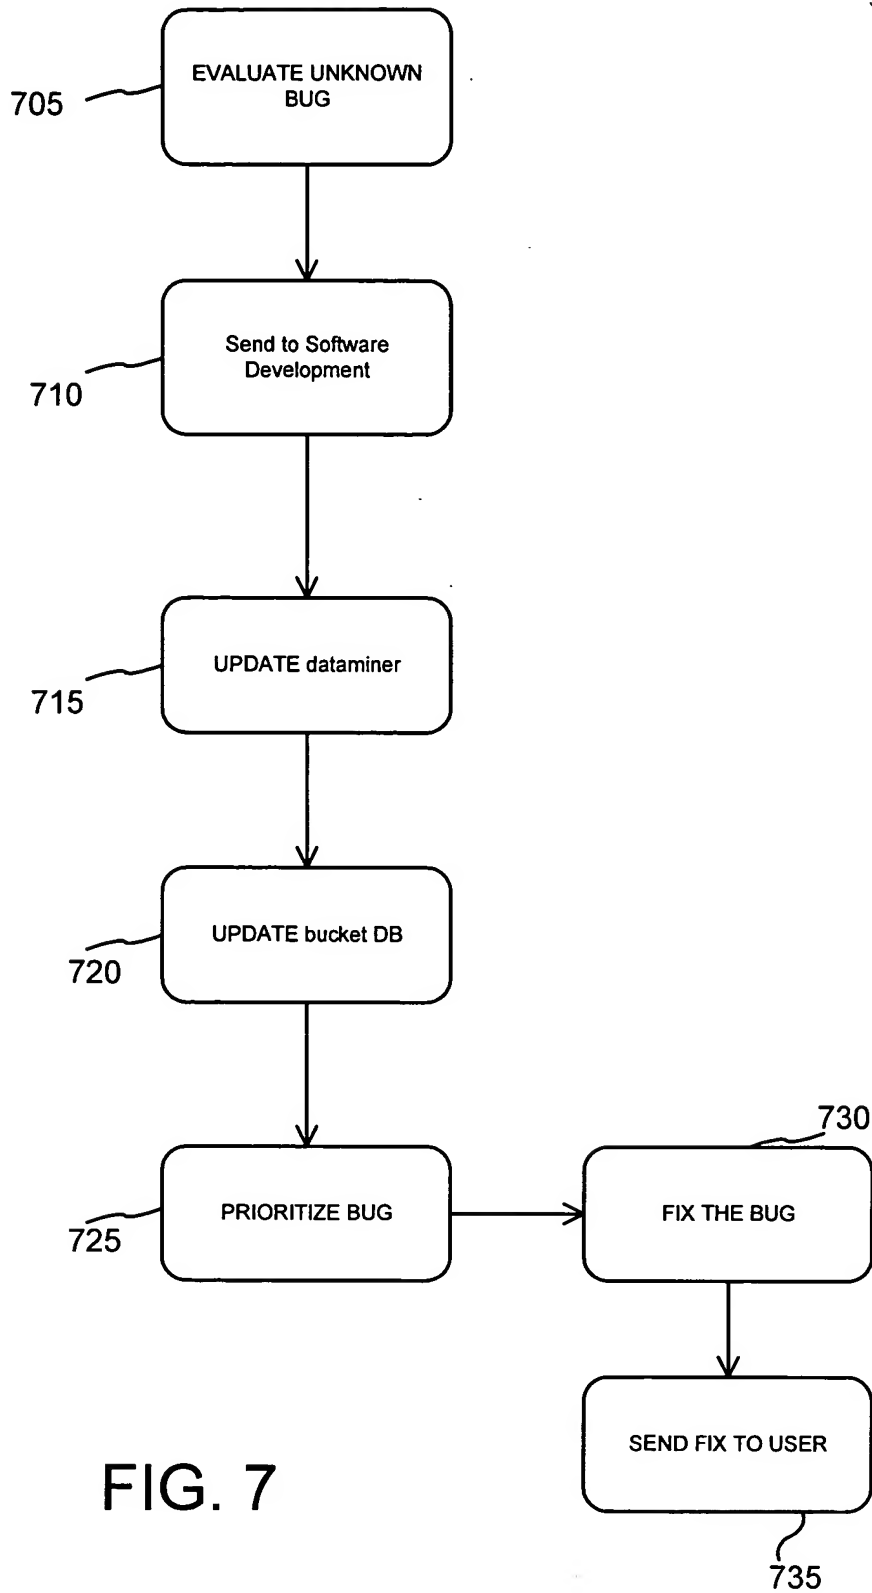 EVALUATE UNKNOWN
BUG
705
Send to Software
Development
710
UPDATE dataminer
715
UPDATE bucket DB
720
730
PRIORITIZE BUG
725
FIX THE BUG
SEND FIX TO USER
FIG. 7
735